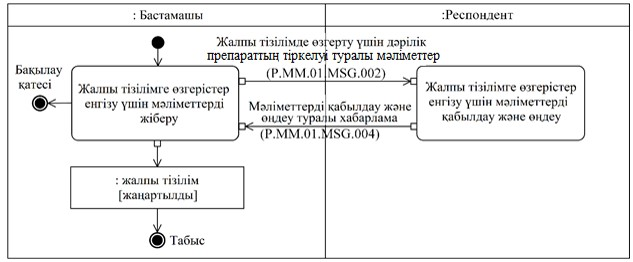 : Бастамашы
:Респондент
Жалпы тізілімде өзгерту үшін дәрілік
препараттың тіркелуі туралы мәліметтер
(P.MM.01.MSG.002)
Бақылау
қатесі
Жалпы тізілімге өзгерістер
енгізу үшін мәліметтерді
жіберу
Мәліметтерді қабылдау және
өңдеу туралы хабарлама
(P.MM.01.MSG.004)
Жалпы тізілімге өзгерістер
енгізу үшін мәліметтерді
қабылдау және өңдеу
: жалпы тізілім
[жаңартылды]
Табыс